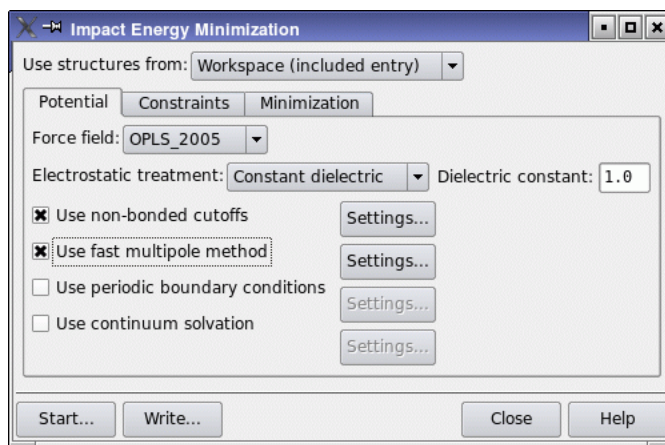 Impact Energy Minimization
Use structures from: Workspace (included entry)
Potential Constraints Minimization
Force field: OPLS_2005
Electrostatic treatment: Constant dielectric Dielectric constant: 1.0
Use non-bonded cutoffs Settings...
Use fast multipole method Settings...
Use periodic boundary conditions Settings...
Use continuum solvation Settings...
Start... Write... Close Help